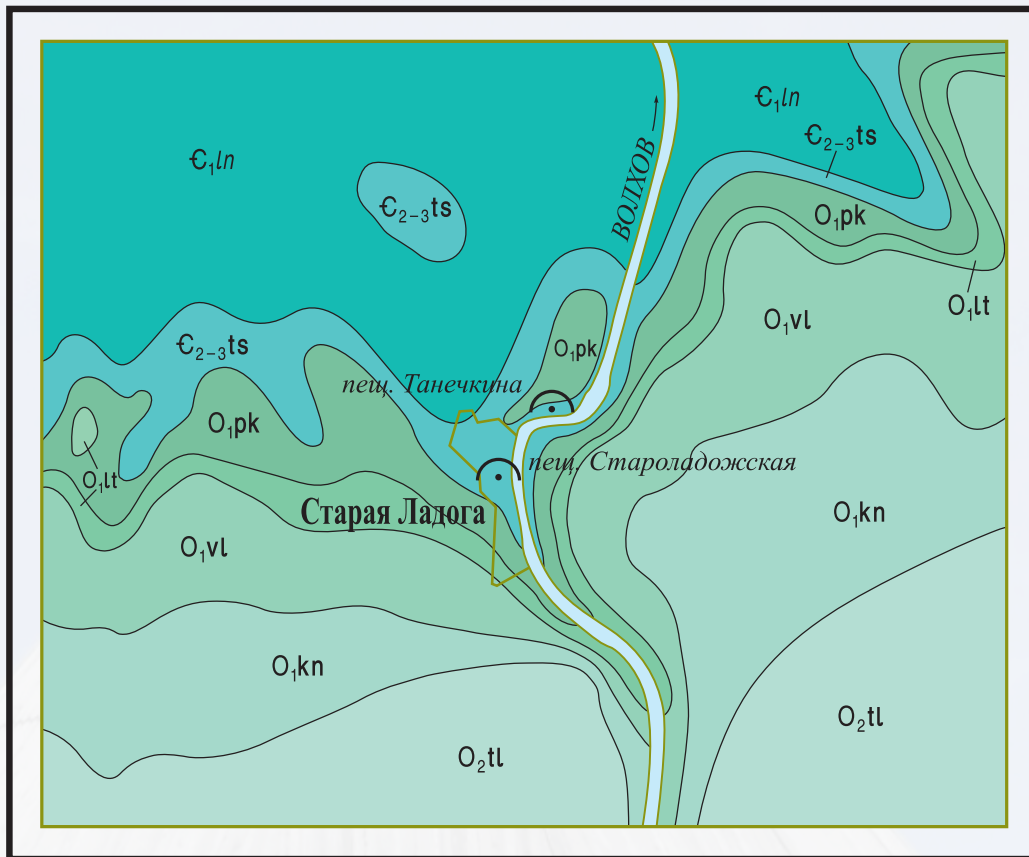 Є₁ln
Є₁ln
Є₂₋₃ts
Є₂₋₃ts
ВОЛХОВ
O₁pk
O₁lt
O₁vl
Є₂₋₃ts
O₁pk
пещ. Танечкина
O₁pk
пещ. Староладожская
O₁lt
Старая Ладога
O₁kn
O₁vl
O₁kn
O₂tl
O₂tl